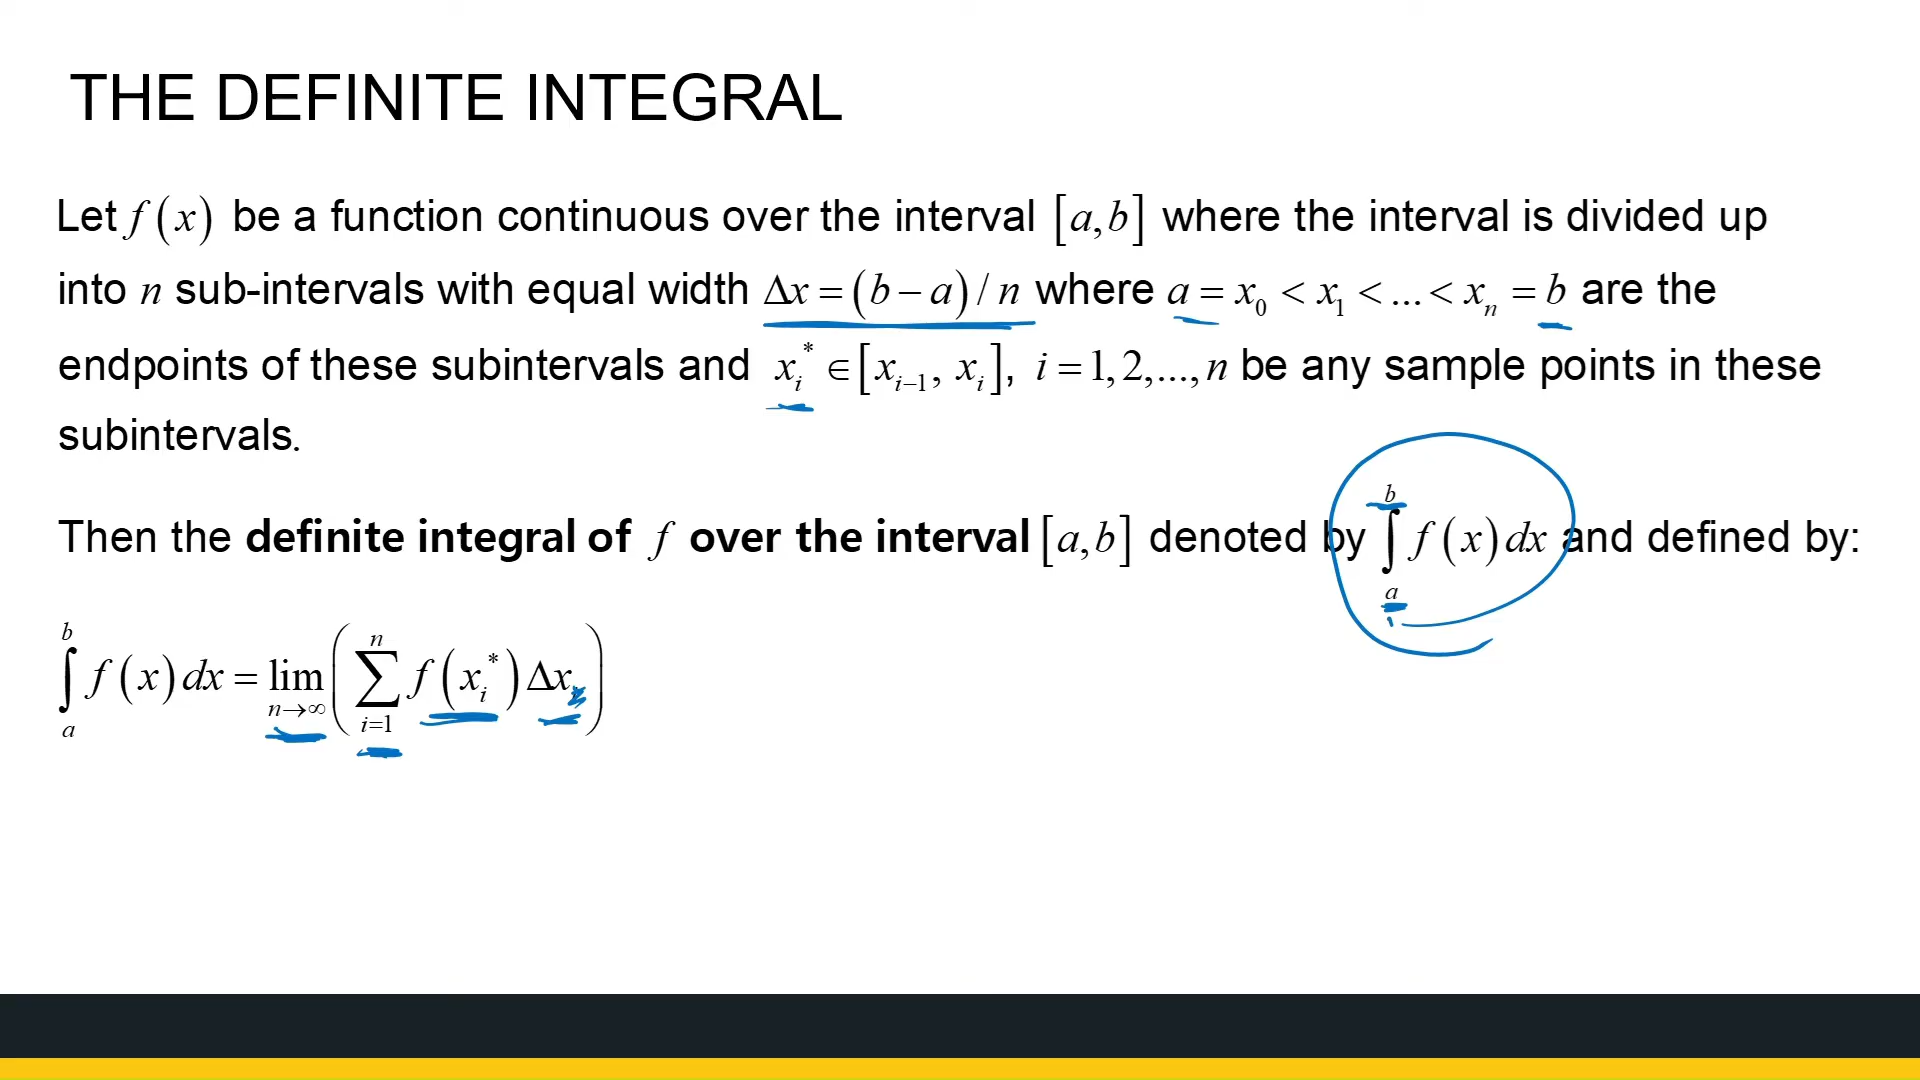 THE DEFINITE INTEGRAL
Let f(x) be a function continuous over the interval [a,b] where the interval is divided up
into n sub-intervals with equal width Δx = (b − a) / n where a = x₀ < x₁ < ... < xₙ = b are the
endpoints of these subintervals and xᵢ* ∈ [xᵢ₋₁, xᵢ], i = 1, 2,..., n be any sample points in these
subintervals.
Then the definite integral of f over the interval [a,b] denoted by ∫ₐᵇ f(x)dx and defined by:
∫ₐᵇ f(x)dx = lim_{n→∞} (∑_{i=1}^{n} f(xᵢ*)Δx)